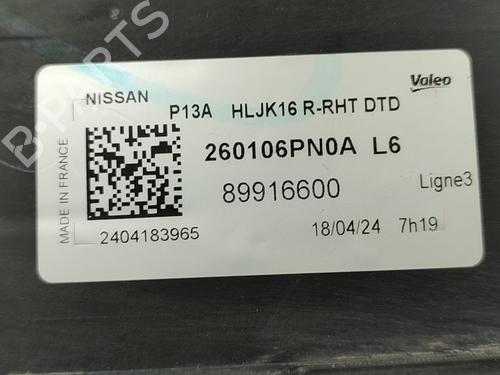 B-PARTS
NISSAN P13A HLJK16 R-RHT DTD Valeo
260106PN0A L6
89916600 Ligne3
MADE IN FRANCE
2404183965 18/04/24 7h19